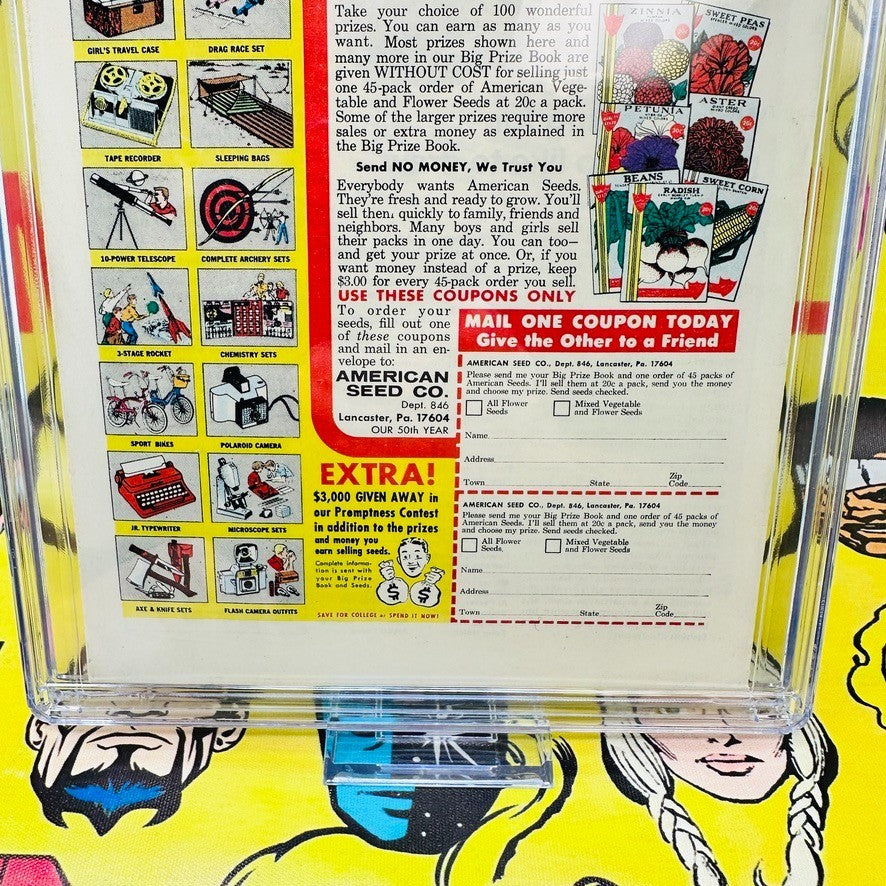 GIRL'S TRAVEL CASE
DRAG RACE SET
TAPE RECORDER
SLEEPING BAGS
10-POWER TELESCOPE
COMPLETE ARCHERY SETS
3-STAGE ROCKET
CHEMISTRY SETS
SPORT BIKES
POLAROID CAMERA
JR. TYPEWRITER
MICROSCOPE SETS
AXE & KNIFE SETS
FLASH CAMERA OUTFITS
Take your choice of 100 wonderful
prizes. You can earn as many as you
want. Most prizes shown here and
many more in our Big Prize Book are
given WITHOUT COST for selling just
one 45-pack order of American Vege-
table and Flower Seeds at 20c a pack.
Some of the larger prizes require more
sales or extra money as explained in
the Big Prize Book.
Send NO MONEY, We Trust You
Everybody wants American Seeds.
They're fresh and ready to grow. You'll
sell them quickly to family, friends and
neighbors. Many boys and girls sell
their packs in one day. You can too—
and get your prize at once. Or, if you
want money instead of a prize, keep
$3.00 for every 45-pack order you sell.
USE THESE COUPONS ONLY
To order your
seeds, fill out one
of these coupons
and mail in an en-
velope to:
AMERICAN
SEED CO.
Dept. 846
Lancaster, Pa. 17604
OUR 50th YEAR
ZINNIA
SWEET PEAS
PETUNIA
ASTER
BEANS
RADISH
SWEET CORN
MAIL ONE COUPON TODAY
Give the Other to a Friend
AMERICAN SEED CO., Dept. 846, Lancaster, Pa. 17604
Please send me your Big Prize Book and one order of 45 packs of
American Seeds. I'll sell them at 20c a pack, send you the money
and choose my prize. Send seeds checked.
All Flower Seeds
Mixed Vegetable and Flower Seeds
Name
Address
Town State Zip Code
AMERICAN SEED CO., Dept. 846, Lancaster, Pa. 17604
Please send me your Big Prize Book and one order of 45 packs of
American Seeds. I'll sell them at 20c a pack, send you the money
and choose my prize. Send seeds checked.
All Flower Seeds
Mixed Vegetable and Flower Seeds
Name
Address
Town State Zip Code
EXTRA!
$3,000 GIVEN AWAY in
our Promptness Contest
in addition to the prizes
and money you
earn selling seeds.
Complete informa-
tion is sent with
your Big Prize
Book and Seeds.
$ $
SAVE FOR COLLEGE or SPEND IT NOW!